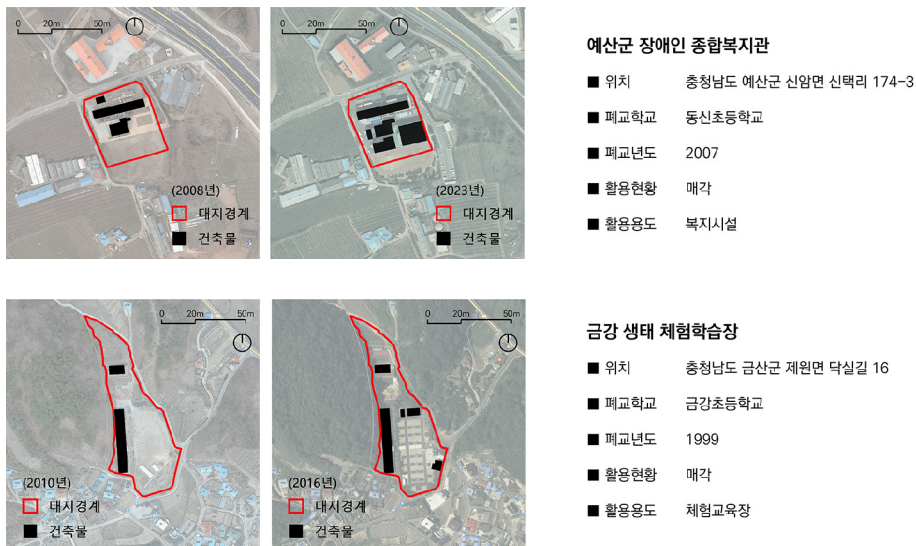 0 20m 50m
0 20m 50m
(2008년)
대지경계
건축물
(2023년)
대지경계
건축물
예산군 장애인 종합복지관
■ 위치 충청남도 예산군 신암면 신택리 174-3
■ 폐교학교 동신초등학교
■ 폐교년도 2007
■ 활용현황 매각
■ 활용용도 복지시설
0 20m 50m
0 20m 50m
(2010년)
대지경계
건축물
(2016년)
대지경계
건축물
금강 생태 체험학습장
■ 위치 충청남도 금산군 제원면 닥실길 16
■ 폐교학교 금강초등학교
■ 폐교년도 1999
■ 활용현황 매각
■ 활용용도 체험교육장